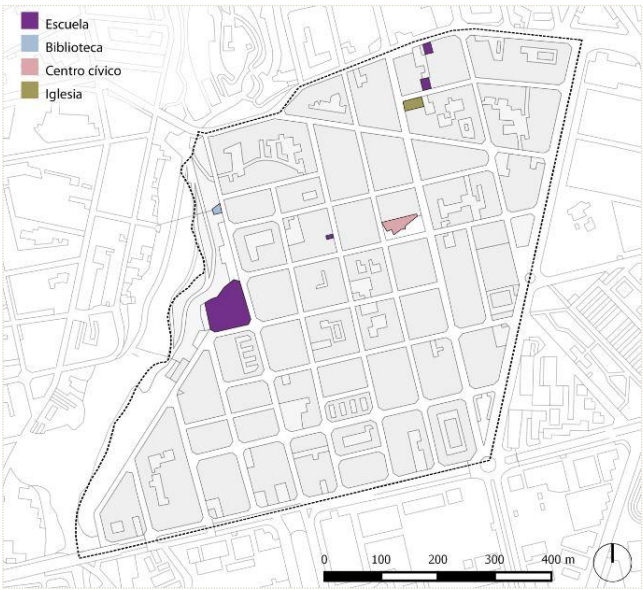 Escuela
Biblioteca
Centro cívico
Iglesia
0 100 200 300 400 m